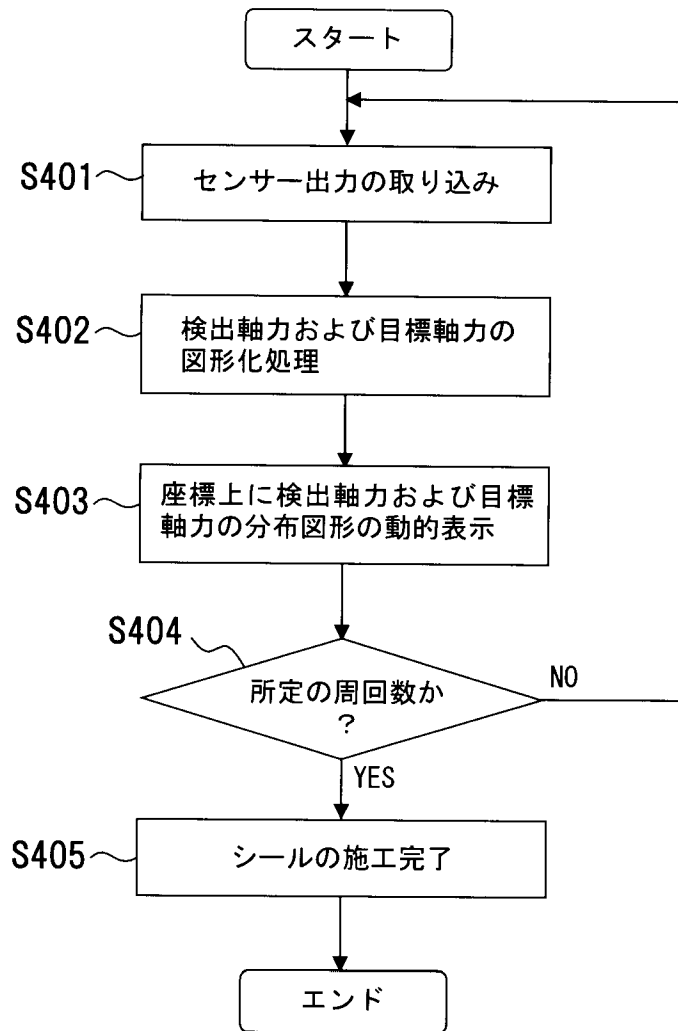 スタート
S401
センサー出力の取り込み
S402
検出軸力および目標軸力の
図形化処理
S403
座標上に検出軸力および目標
軸力の分布図形の動的表示
S404
所定の周回数か
?
NO
YES
S405
シールの施工完了
エンド